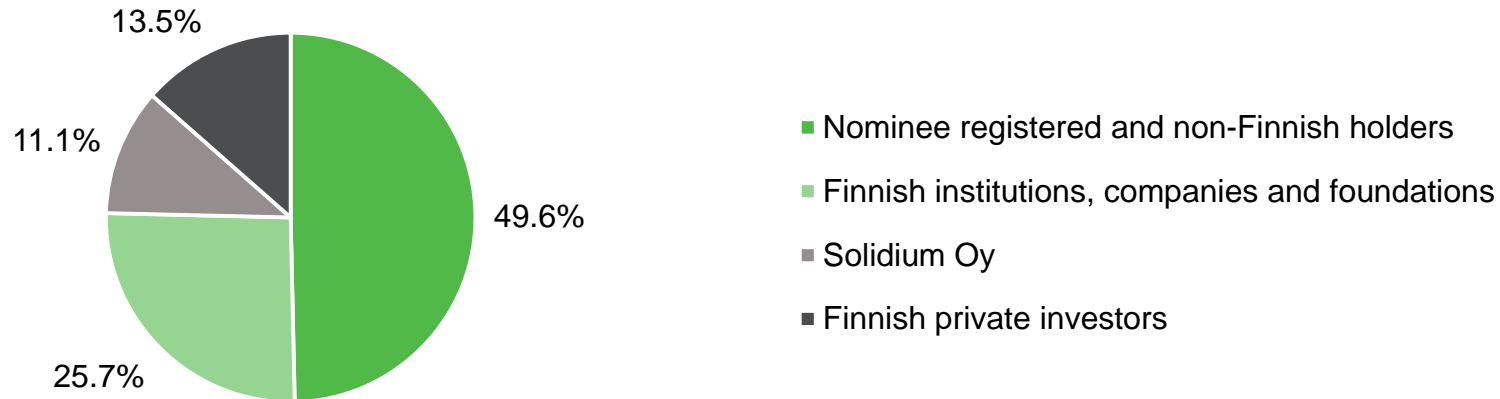 13.5%
11.1%
49.6%
25.7%
Nominee registered and non-Finnish holders
Finnish institutions, companies and foundations
Solidium Oy
Finnish private investors